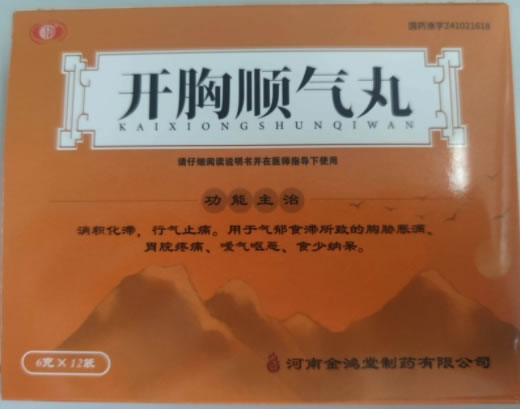 国药准字Z41021618
开胸顺气丸
KAIXIONGSHUNQIWAN
请仔细阅读说明书并在医师指导下使用
功能主治
消积化滞，行气止痛。用于气郁食滞所致的胸胁胀满、
胃脘疼痛、嗳气呕恶、食少纳呆。
6克×12袋
河南金鸿堂制药有限公司